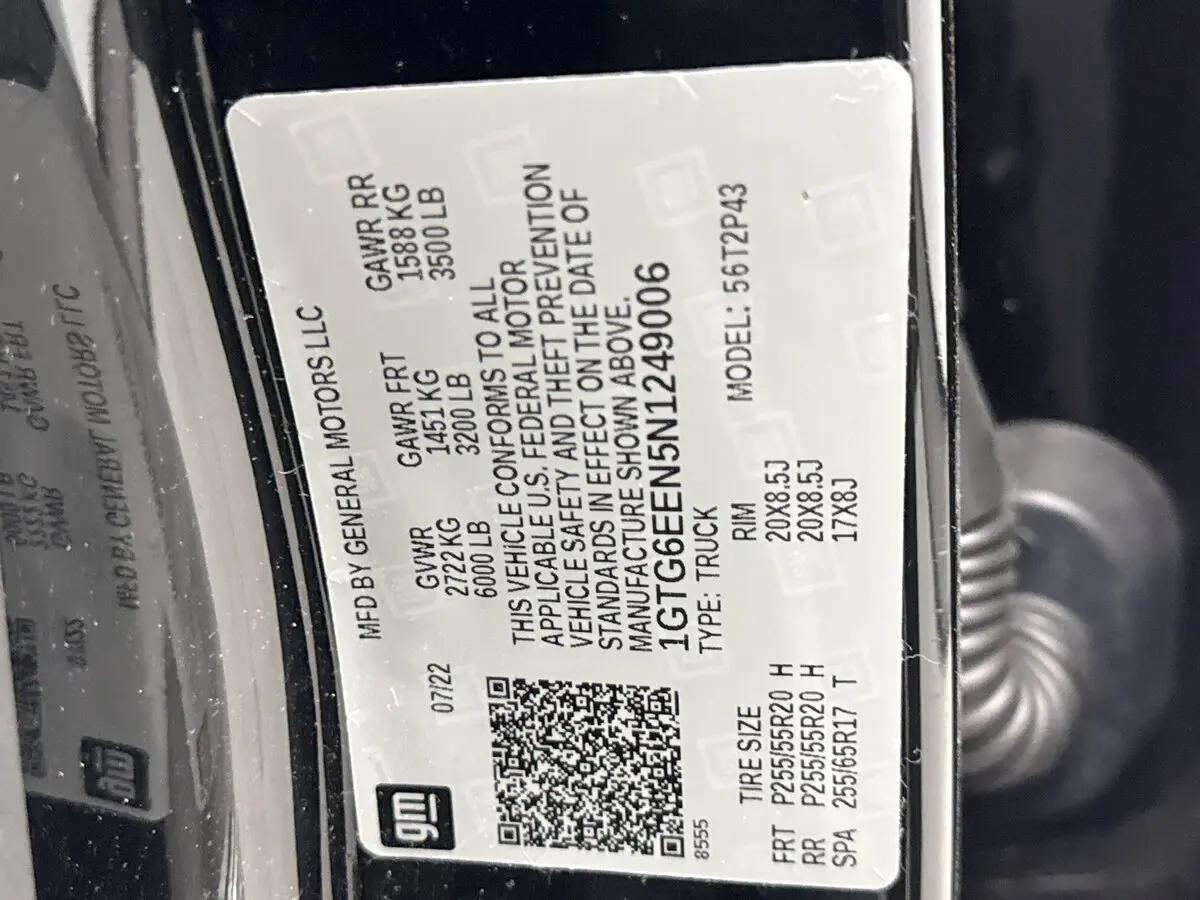 gm
MFD BY GENERAL MOTORS LLC
07/22
GVWR GAWR FRT GAWR RR
2722 KG 1451 KG 1588 KG
6000 LB 3200 LB 3500 LB
THIS VEHICLE CONFORMS TO ALL
APPLICABLE U.S. FEDERAL MOTOR
VEHICLE SAFETY AND THEFT PREVENTION
STANDARDS IN EFFECT ON THE DATE OF
MANUFACTURE SHOWN ABOVE.
1GTG6EEN5N1249006
8555
TYPE: TRUCK
MODEL: 56T2P43
TIRE SIZE RIM
FRT P255/55R20 H 20X8.5J
RR P255/55R20 H 20X8.5J
SPA 255/65R17 T 17X8J